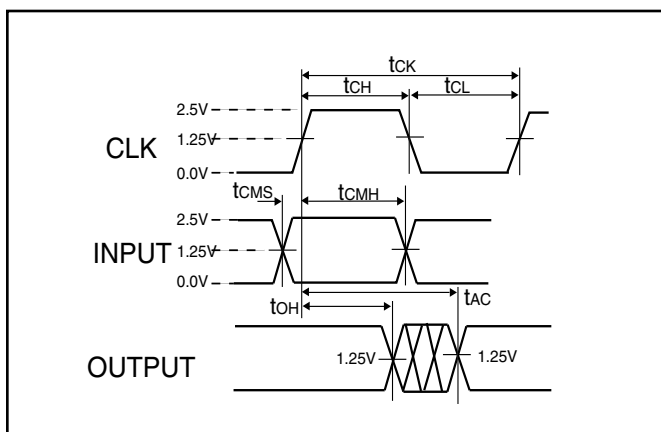 tCK
tCH tCL
2.5V
CLK 1.25V
0.0V
tCMS tCMH
2.5V
INPUT 1.25V
0.0V
tOH tAC
1.25V 1.25V
OUTPUT